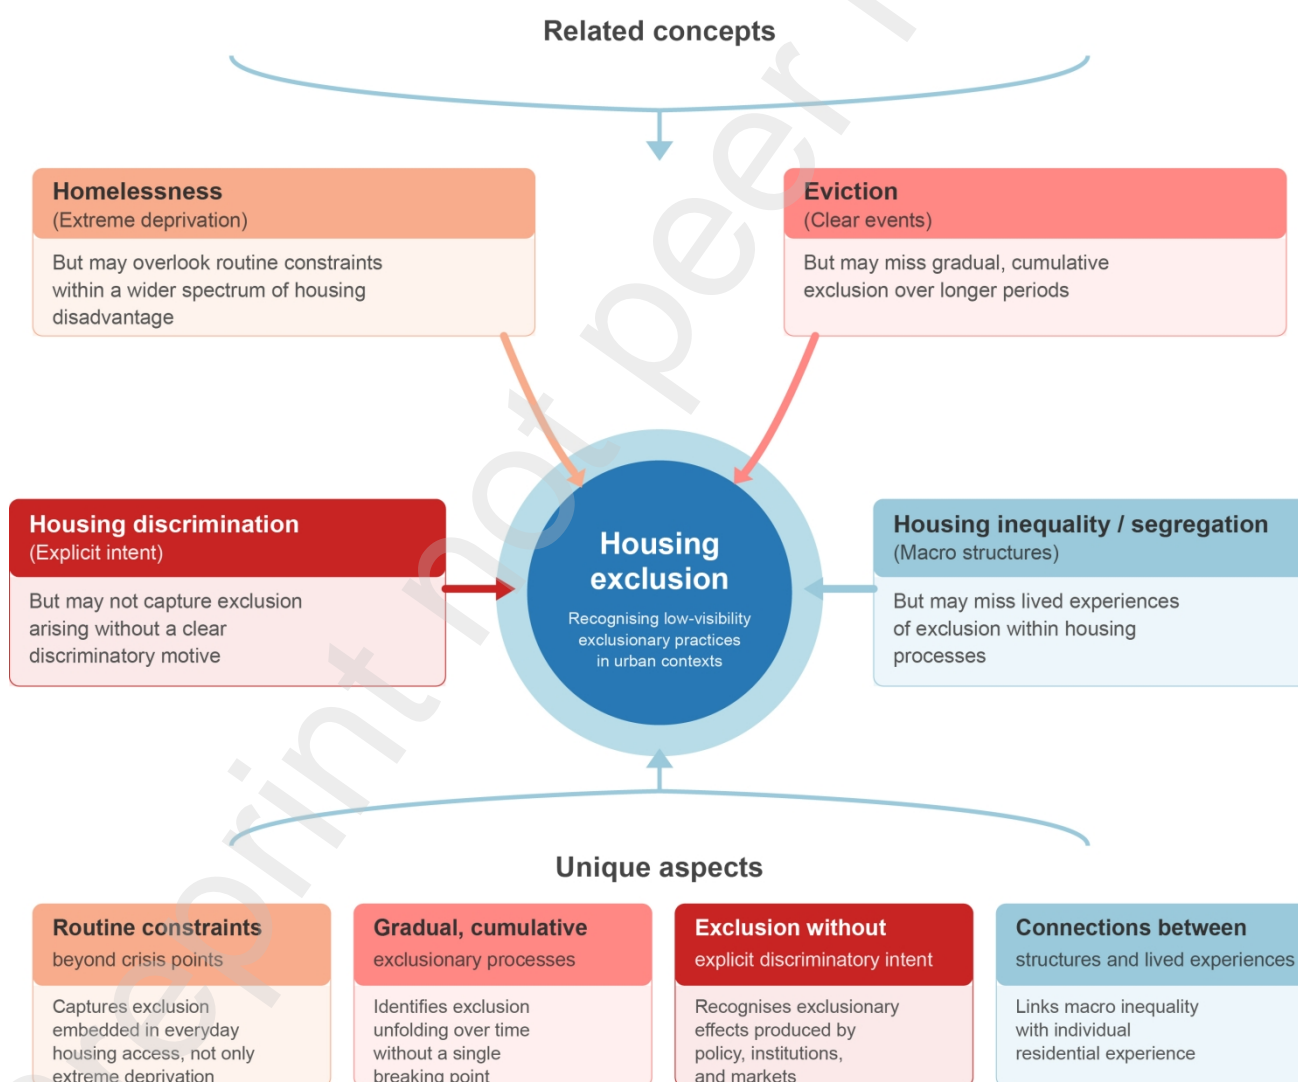 Related concepts
Homelessness
(Extreme deprivation)
But may overlook routine constraints
within a wider spectrum of housing
disadvantage
Eviction
(Clear events)
But may miss gradual, cumulative
exclusion over longer periods
Housing discrimination
(Explicit intent)
But may not capture exclusion
arising without a clear
discriminatory motive
Housing
exclusion
Recognising low-visibility
exclusionary practices
in urban contexts
Housing inequality / segregation
(Macro structures)
But may miss lived experiences
of exclusion within housing
processes
Unique aspects
Routine constraints
beyond crisis points
Captures exclusion
embedded in everyday
housing access, not only
extreme deprivation
Gradual, cumulative
exclusionary processes
Identifies exclusion
unfolding over time
without a single
breaking point
Exclusion without
explicit discriminatory intent
Recognises exclusionary
effects produced by
policy, institutions,
and markets
Connections between
structures and lived experiences
Links macro inequality
with individual
residential experience
eprint not peer